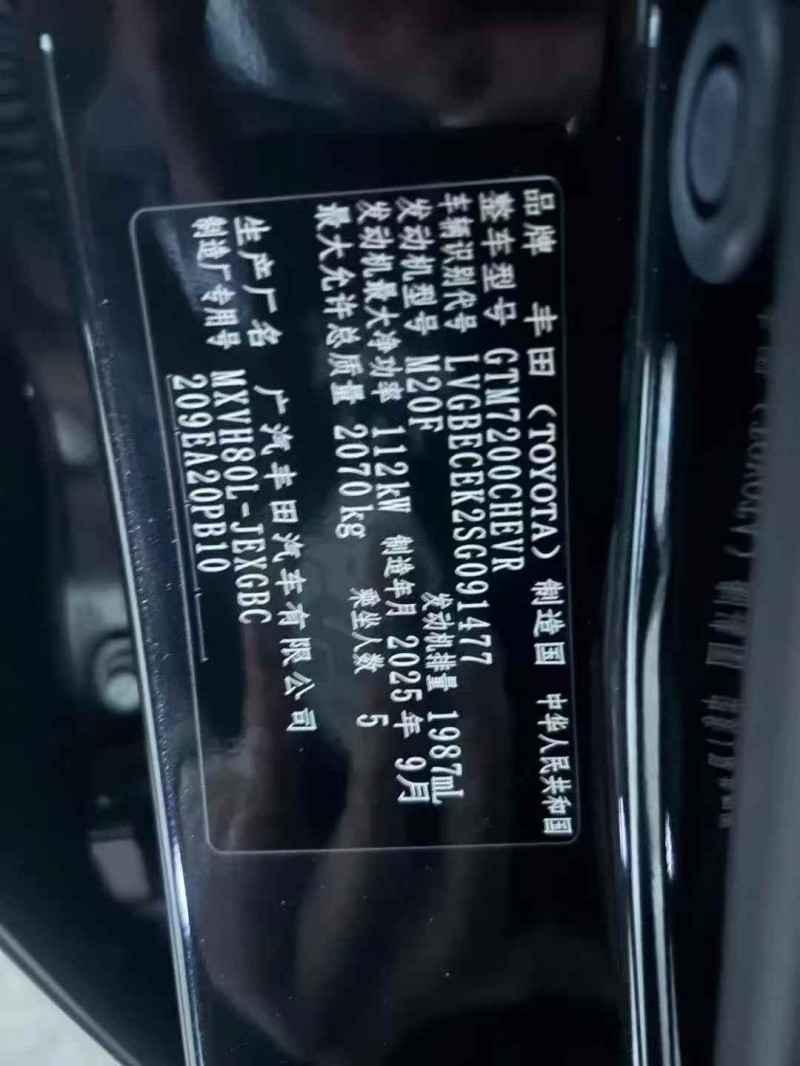 品牌 丰田（TOYOTA） 制造国 中华人民共和国
整车型号 GTM7200CHEVR
车辆识别代号 LVGBECEK2SG091477
发动机型号 M20F 发动机排量 1987mL
发动机最大净功率 112kW 制造年月 2025年 9月
最大允许总质量 2070kg 乘坐人数 5
生产厂名 广汽丰田汽车有限公司
制造厂专用号 MXVH80L-JEXGBC
209EA20PB10